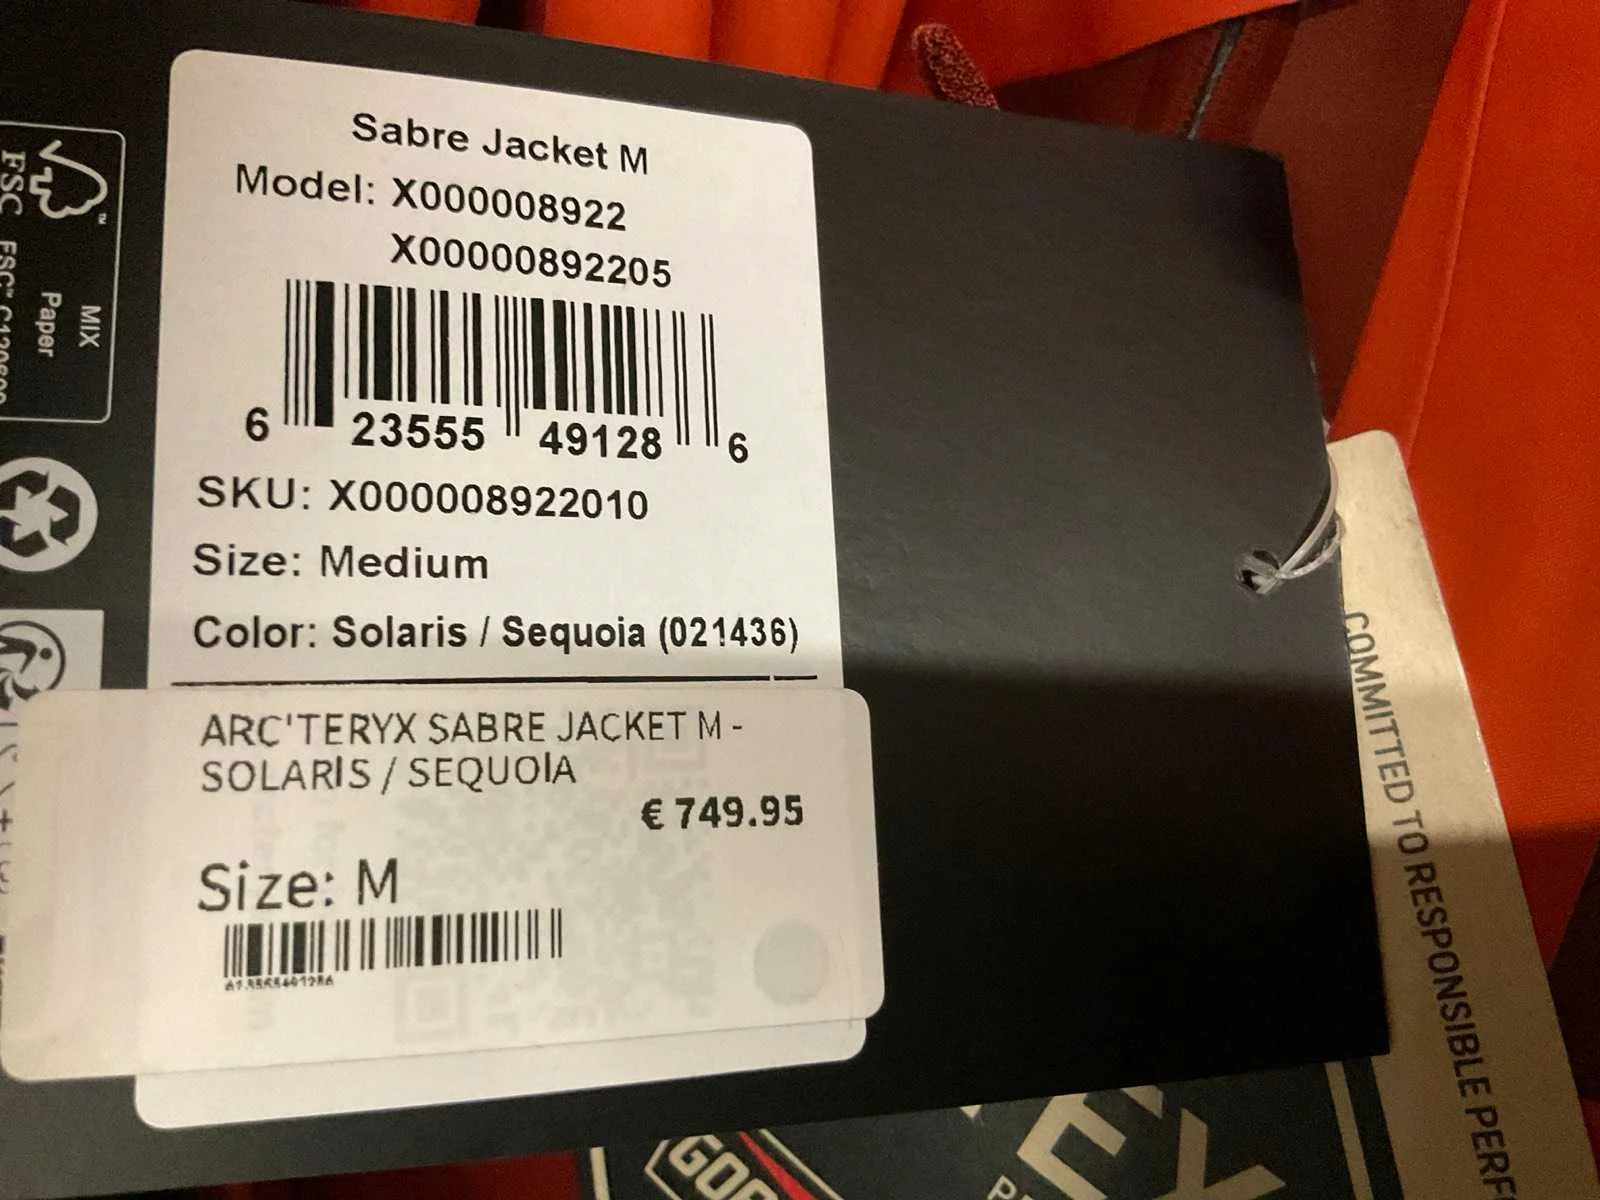 Sabre Jacket M
Model: X000008922
X00000892205
6 23555 49128 6
SKU: X000008922010
Size: Medium
Color: Solaris / Sequoia (021436)
ARC'TERYX SABRE JACKET M -
SOLARIS / SEQUOIA
€ 749.95
Size: M
FSC
MIX
Paper
COMMITTED TO RESPONSIBLE